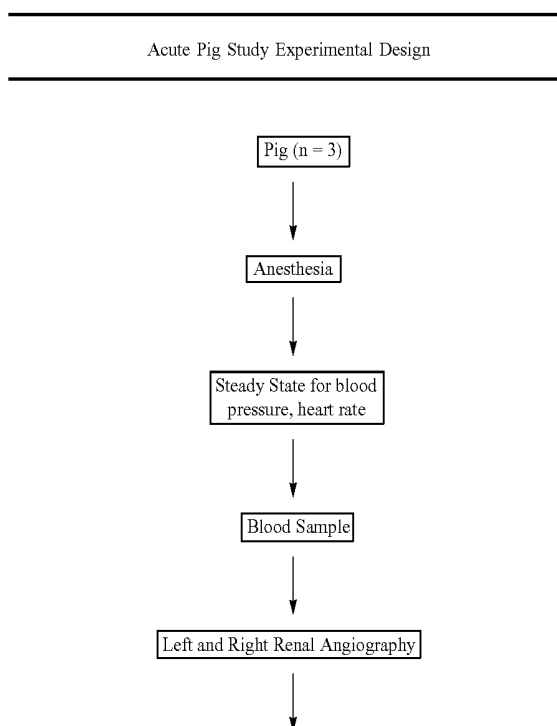 Acute Pig Study Experimental Design
Pig (n = 3)
Anesthesia
Steady State for blood
pressure, heart rate
Blood Sample
Left and Right Renal Angiography